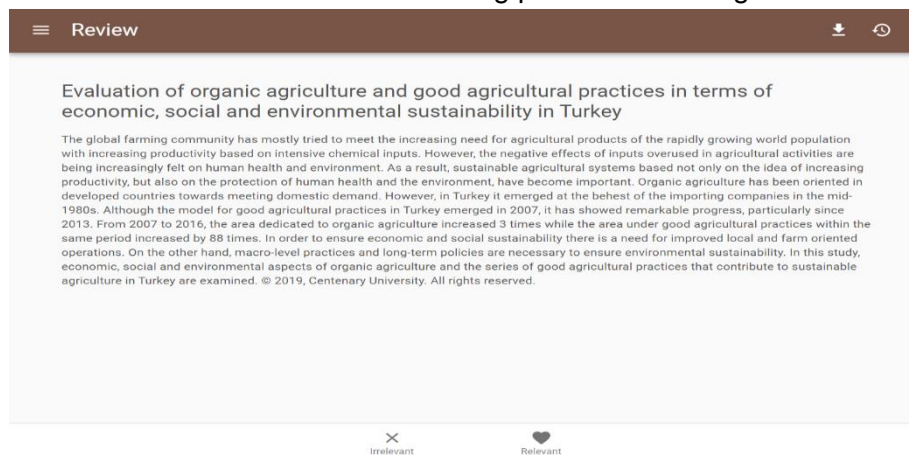 Review
Evaluation of organic agriculture and good agricultural practices in terms of
economic, social and environmental sustainability in Turkey
The global farming community has mostly tried to meet the increasing need for agricultural products of the rapidly growing world population
with increasing productivity based on intensive chemical inputs. However, the negative effects of inputs overused in agricultural activities are
being increasingly felt on human health and environment. As a result, sustainable agricultural systems based not only on the idea of increasing
productivity, but also on the protection of human health and the environment, have become important. Organic agriculture has been oriented in
developed countries towards meeting domestic demand. However, in Turkey it emerged at the behest of the importing companies in the mid-
1980s. Although the model for good agricultural practices in Turkey emerged in 2007, it has showed remarkable progress, particularly since
2013. From 2007 to 2016, the area dedicated to organic agriculture increased 3 times while the area under good agricultural practices within the
same period increased by 88 times. In order to ensure economic and social sustainability there is a need for improved local and farm oriented
operations. On the other hand, macro-level practices and long-term policies are necessary to ensure environmental sustainability. In this study,
economic, social and environmental aspects of organic agriculture and the series of good agricultural practices that contribute to sustainable
agriculture in Turkey are examined. © 2019, Centenary University. All rights reserved.
Irrelevant
Relevant